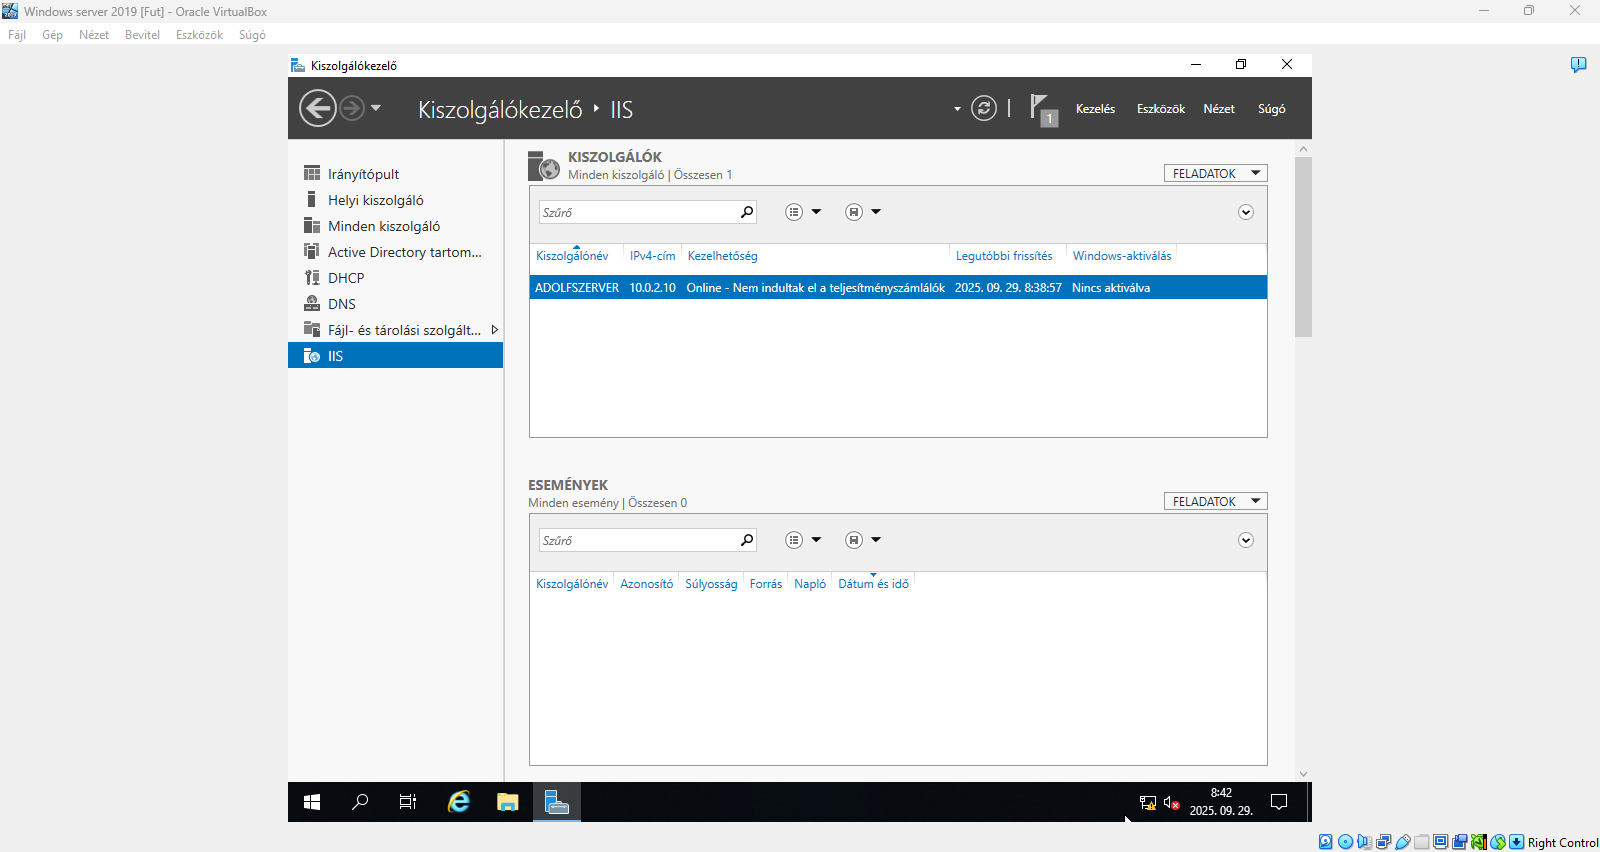 Windows server 2019 [Fut] - Oracle VirtualBox
Fájl Gép Nézet Bevitel Eszközök Súgó
Kiszolgálókezelő
Kiszolgálókezelő IIS
1
Kezelés Eszközök Nézet Súgó
Irányítópult
Helyi kiszolgáló
Minden kiszolgáló
Active Directory tartom...
DHCP
DNS
Fájl- és tárolási szolgált...
IIS
KISZOLGÁLÓK
Minden kiszolgáló | Összesen 1
FELADATOK
Szűrő
Kiszolgálónév IPv4-cím Kezelhetőség Legutóbbi frissítés Windows-aktiválás
ADOLFSZERVER 10.0.2.10 Online - Nem indultak el a teljesítményszámlálók 2025. 09. 29. 8:38:57 Nincs aktiválva
ESEMÉNYEK
Minden esemény | Összesen 0
FELADATOK
Szűrő
Kiszolgálónév Azonosító Súlyosság Forrás Napló Dátum és idő
8:42
2025. 09. 29.
Right Control